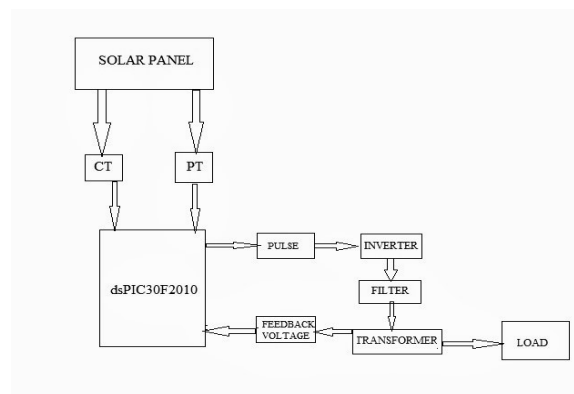 SOLAR PANEL
CT
PT
dsPIC30F2010
PULSE
INVERTER
FILTER
FEEDBACK
VOLTAGE
TRANSFORMER
LOAD